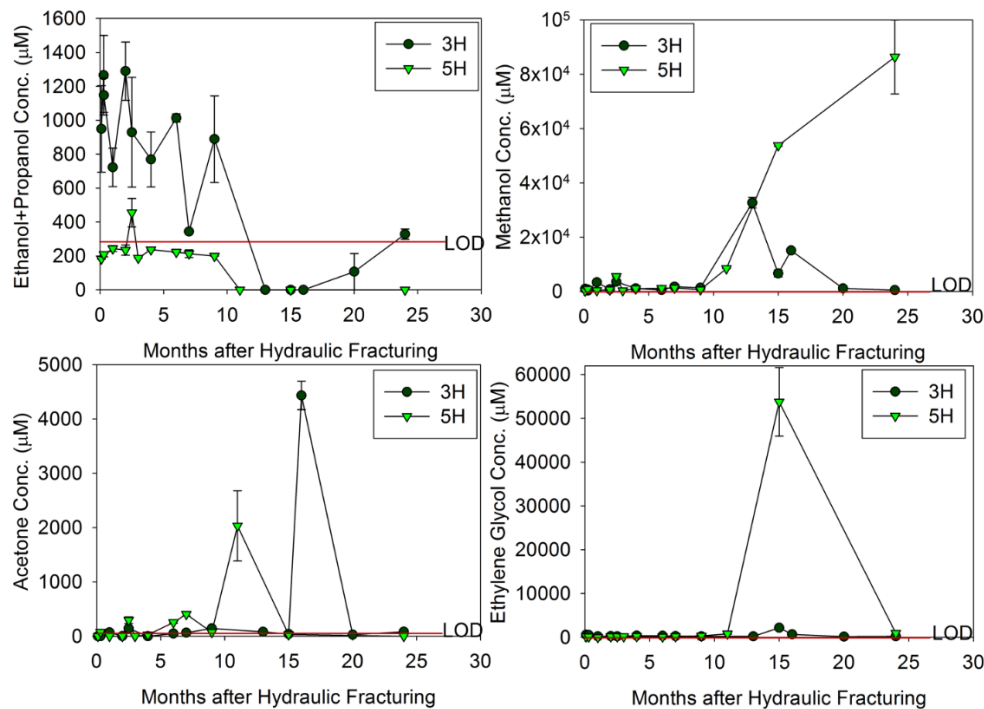 1600
1400
1200
1000
800
600
400
200
0
Ethanol+Propanol Conc. (μM)
3H
5H
LOD
0 5 10 15 20 25 30
Months after Hydraulic Fracturing
10⁵
8x10⁴
6x10⁴
4x10⁴
2x10⁴
0
Methanol Conc. (μM)
3H
5H
LOD
0 5 10 15 20 25 30
Months after Hydraulic Fracturing
5000
4000
3000
2000
1000
0
Acetone Conc. (μM)
3H
5H
LOD
0 5 10 15 20 25 30
Months after Hydraulic Fracturing
60000
50000
40000
30000
20000
10000
0
Ethylene Glycol Conc. (μM)
3H
5H
LOD
0 5 10 15 20 25 30
Months after Hydraulic Fracturing